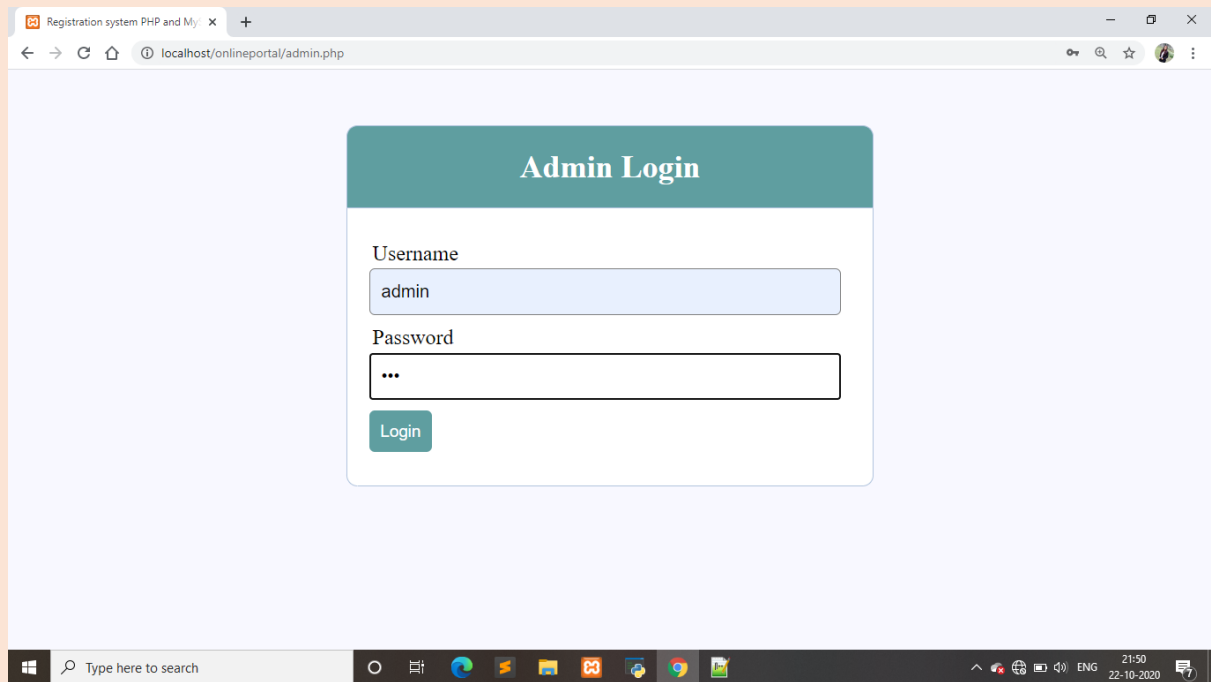 Registration system PHP and My
localhost/onlineportal/admin.php
Admin Login
Username
admin
Password
•••
Login
Type here to search
ENG
21:50
22-10-2020
7